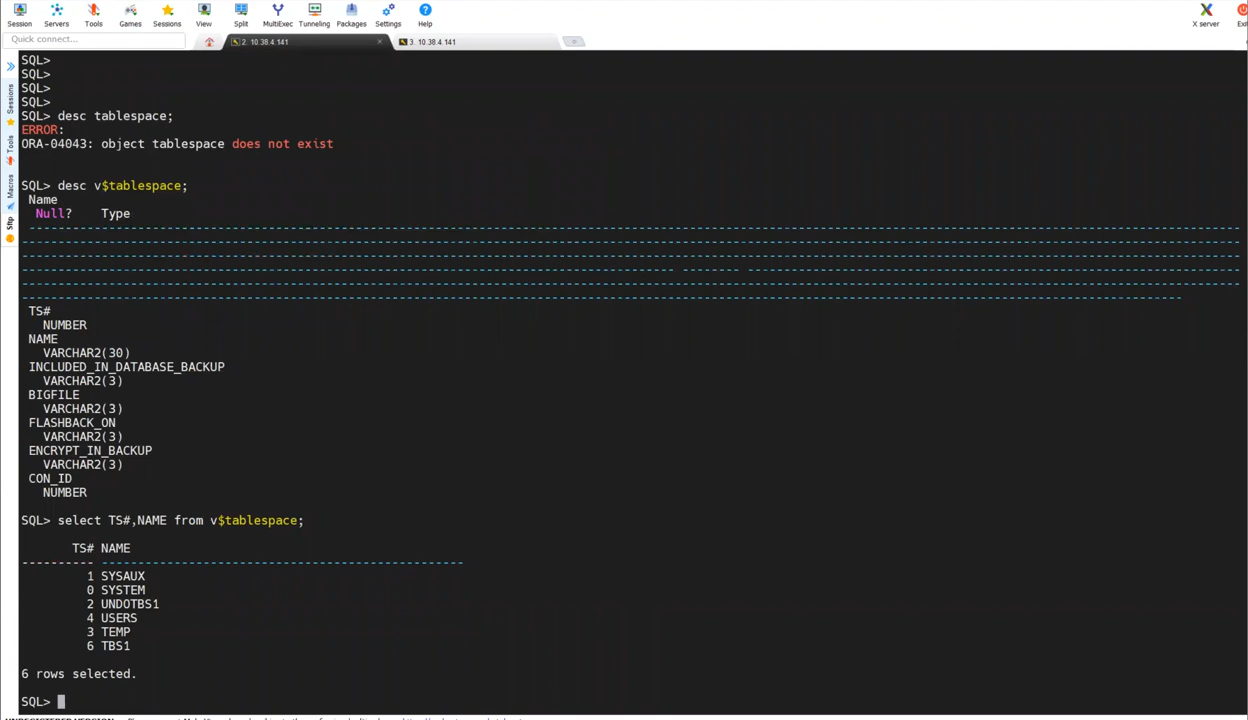 Session Servers Tools Games Sessions View Split MultiExec Tunneling Packages Settings Help X server
Quick connect...
2. 10.38.4.141
3. 10.38.4.141
Sessions
Tools
Macros
Sftp
SQL>
SQL>
SQL>
SQL>
SQL> desc tablespace;
ERROR:
ORA-04043: object tablespace does not exist
SQL> desc v$tablespace;
Name
Null? Type
TS#
NUMBER
NAME
VARCHAR2(30)
INCLUDED_IN_DATABASE_BACKUP
VARCHAR2(3)
BIGFILE
VARCHAR2(3)
FLASHBACK_ON
VARCHAR2(3)
ENCRYPT_IN_BACKUP
VARCHAR2(3)
CON_ID
NUMBER
SQL> select TS#,NAME from v$tablespace;
TS# NAME
---------- ------------------------------
1 SYSAUX
0 SYSTEM
2 UNDOTBS1
4 USERS
3 TEMP
6 TBS1
6 rows selected.
SQL>